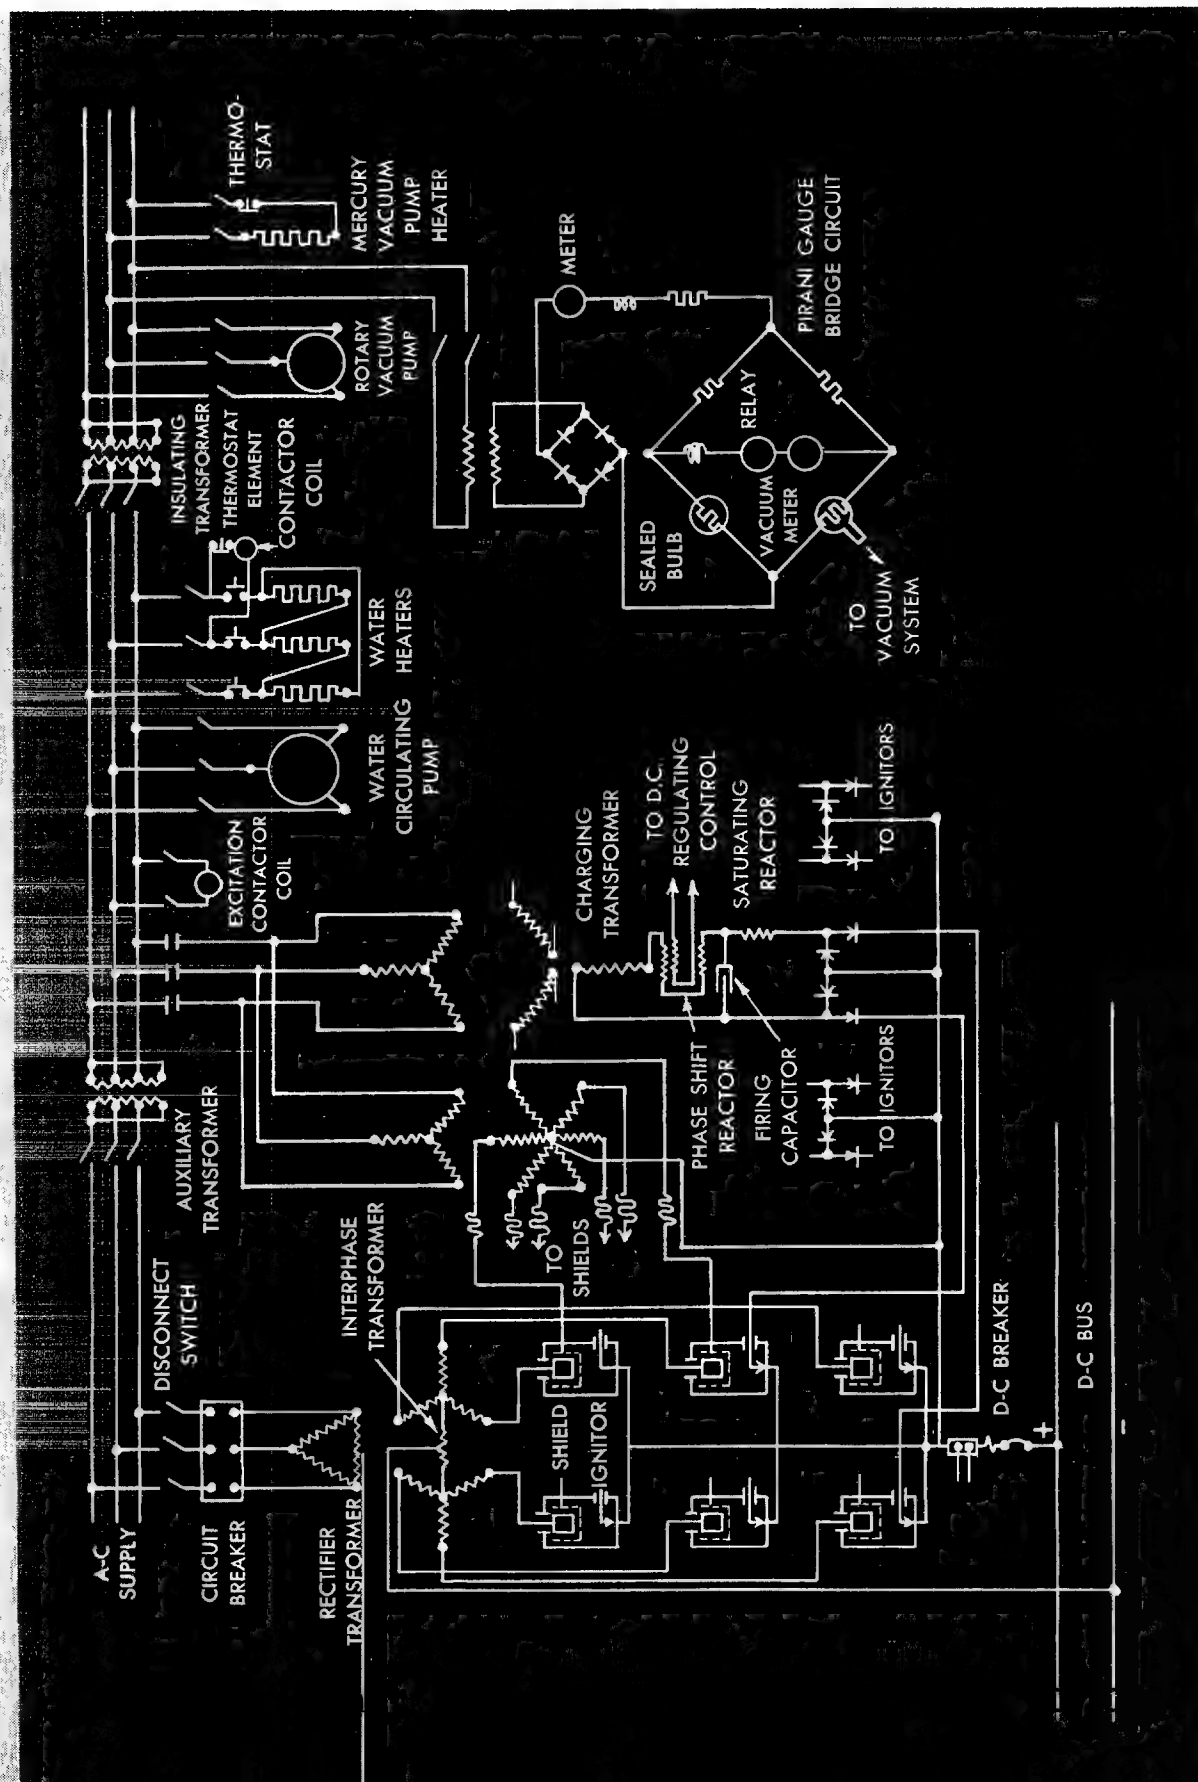 A-C
SUPPLY
CIRCUIT
BREAKER
RECTIFIER
TRANSFORMER
DISCONNECT
SWITCH
INTERPHASE
TRANSFORMER
SHIELD
IGNITOR
AUXILIARY
TRANSFORMER
TO
SHIELDS
D-C BREAKER
+
D-C BUS
EXCITATION
CONTACTOR
COIL
PHASE SHIFT
REACTOR
FIRING
CAPACITOR
TO IGNITORS
CHARGING
TRANSFORMER
TO D.C.
REGULATING
CONTROL
SATURATING
REACTOR
TO IGNITORS
WATER
CIRCULATING
PUMP
WATER
HEATERS
INSULATING
TRANSFORMER
THERMOSTAT
ELEMENT
CONTACTOR
COIL
ROTARY
VACUUM
PUMP
MERCURY
VACUUM
PUMP
HEATER
THERMO-
STAT
METER
SEALED
BULB
VACUUM
METER
RELAY
TO
VACUUM
SYSTEM
PIRANI GAUGE
BRIDGE CIRCUIT